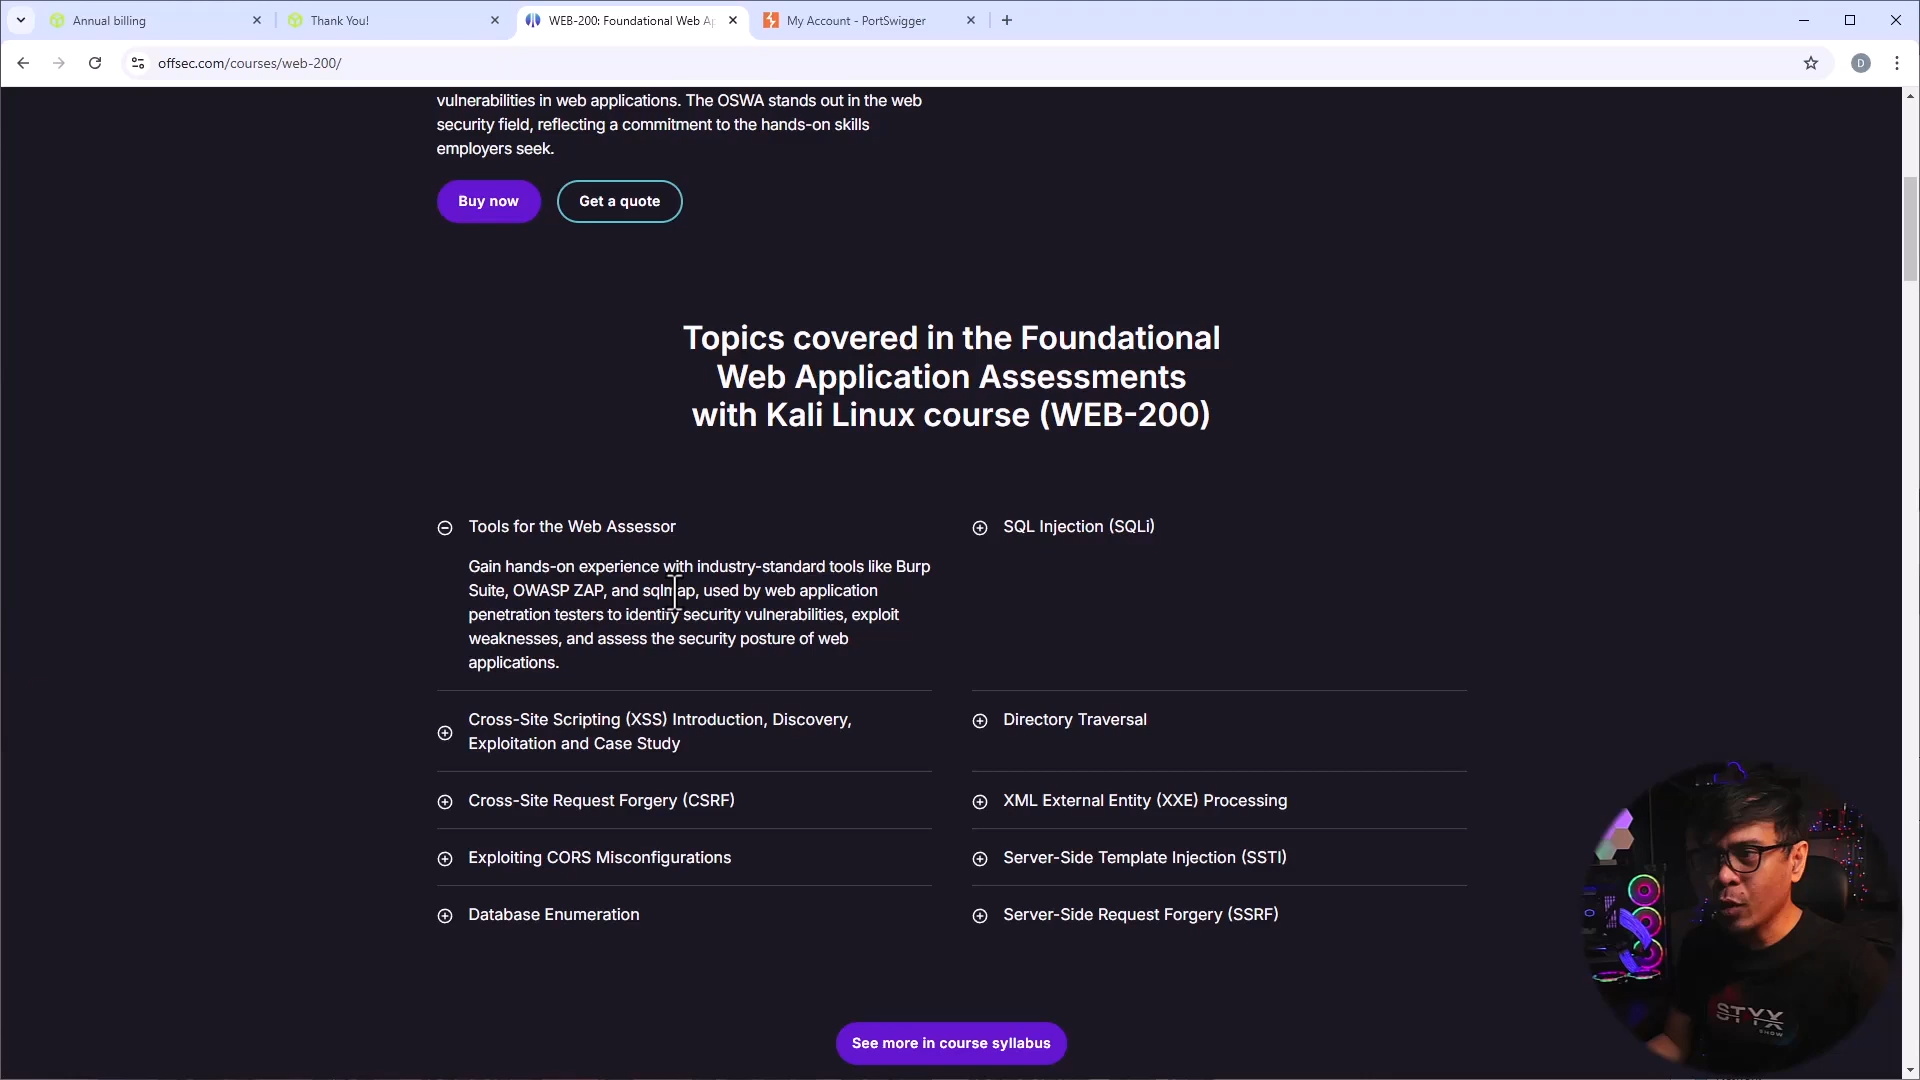 Annual billing
Thank You!
WEB-200: Foundational Web Ap
My Account - PortSwigger
offsec.com/courses/web-200/
D
vulnerabilities in web applications. The OSWA stands out in the web
security field, reflecting a commitment to the hands-on skills
employers seek.
Buy now
Get a quote
Topics covered in the Foundational
Web Application Assessments
with Kali Linux course (WEB-200)
Tools for the Web Assessor
Gain hands-on experience with industry-standard tools like Burp
Suite, OWASP ZAP, and sqlmap, used by web application
penetration testers to identify security vulnerabilities, exploit
weaknesses, and assess the security posture of web
applications.
SQL Injection (SQLi)
Cross-Site Scripting (XSS) Introduction, Discovery,
Exploitation and Case Study
Directory Traversal
Cross-Site Request Forgery (CSRF)
XML External Entity (XXE) Processing
Exploiting CORS Misconfigurations
Server-Side Template Injection (SSTI)
Database Enumeration
Server-Side Request Forgery (SSRF)
See more in course syllabus
STYX
SHOW